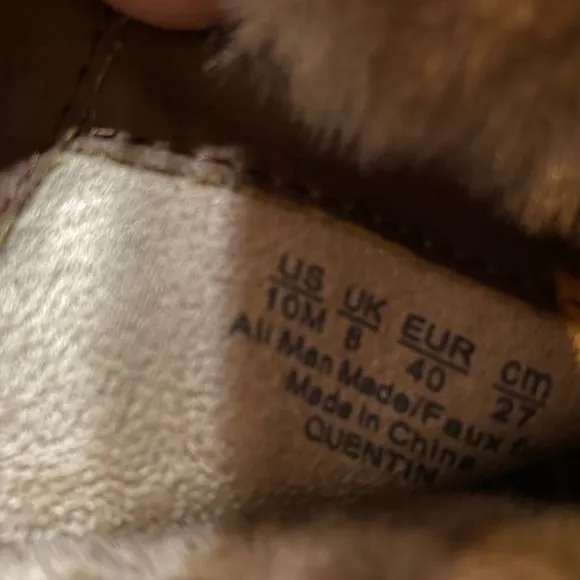 US UK EUR cm
10M 8 40 27
All Man Made/Faux
Made in China
QUENTIN